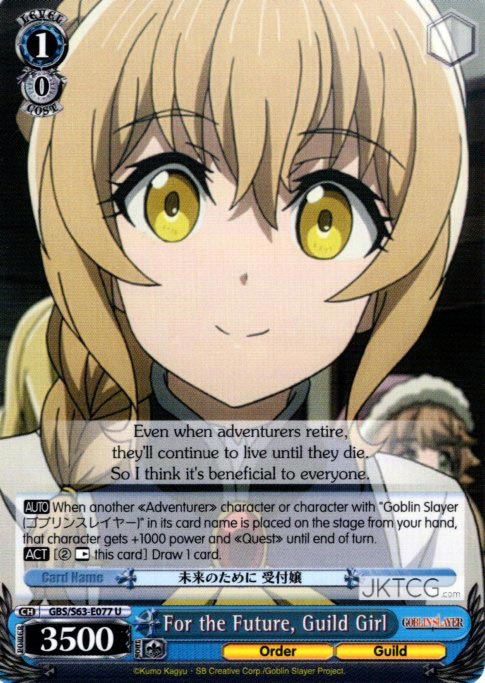 LEVEL
1
0
COST
Even when adventurers retire,
they'll continue to live until they die.
So I think it's beneficial to everyone.
AUTO When another «Adventurer» character or character with "Goblin Slayer
(ゴブリンスレイヤー)" in its card name is placed on the stage from your hand,
that character gets +1000 power and «Quest» until end of turn.
ACT [② this card] Draw 1 card.
Card Name 未来のために 受付嬢
JKTCG.com
CH GBS/S63-E077 U
POWER 3500 SOUL
For the Future, Guild Girl
GOBLIN SLAYER
Order Guild
©Kumo Kagyu・SB Creative Corp./Goblin Slayer Project.